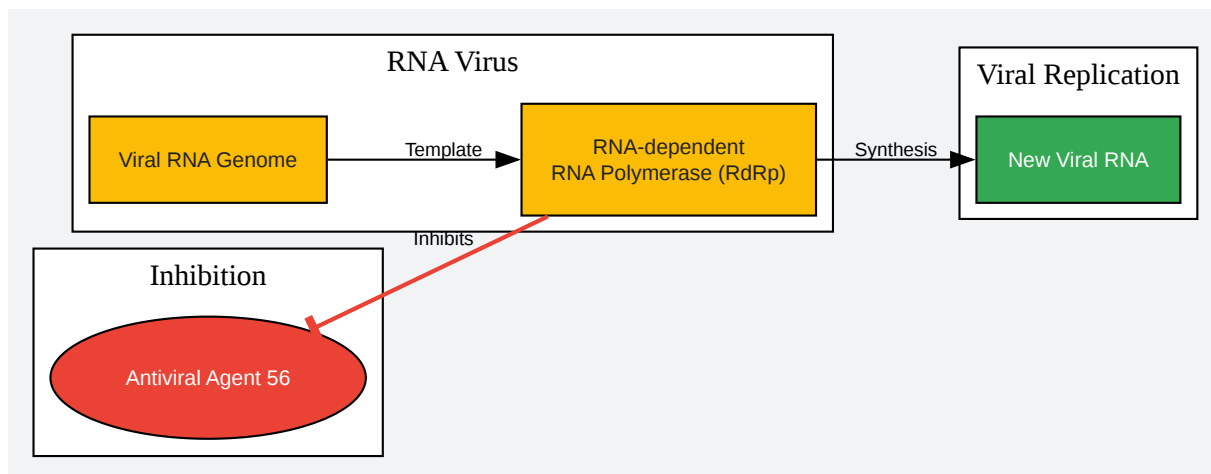 RNA Virus
Viral RNA Genome
Template
RNA-dependent
RNA Polymerase (RdRp)
Synthesis
Viral Replication
New Viral RNA
Inhibits
Inhibition
Antiviral Agent 56